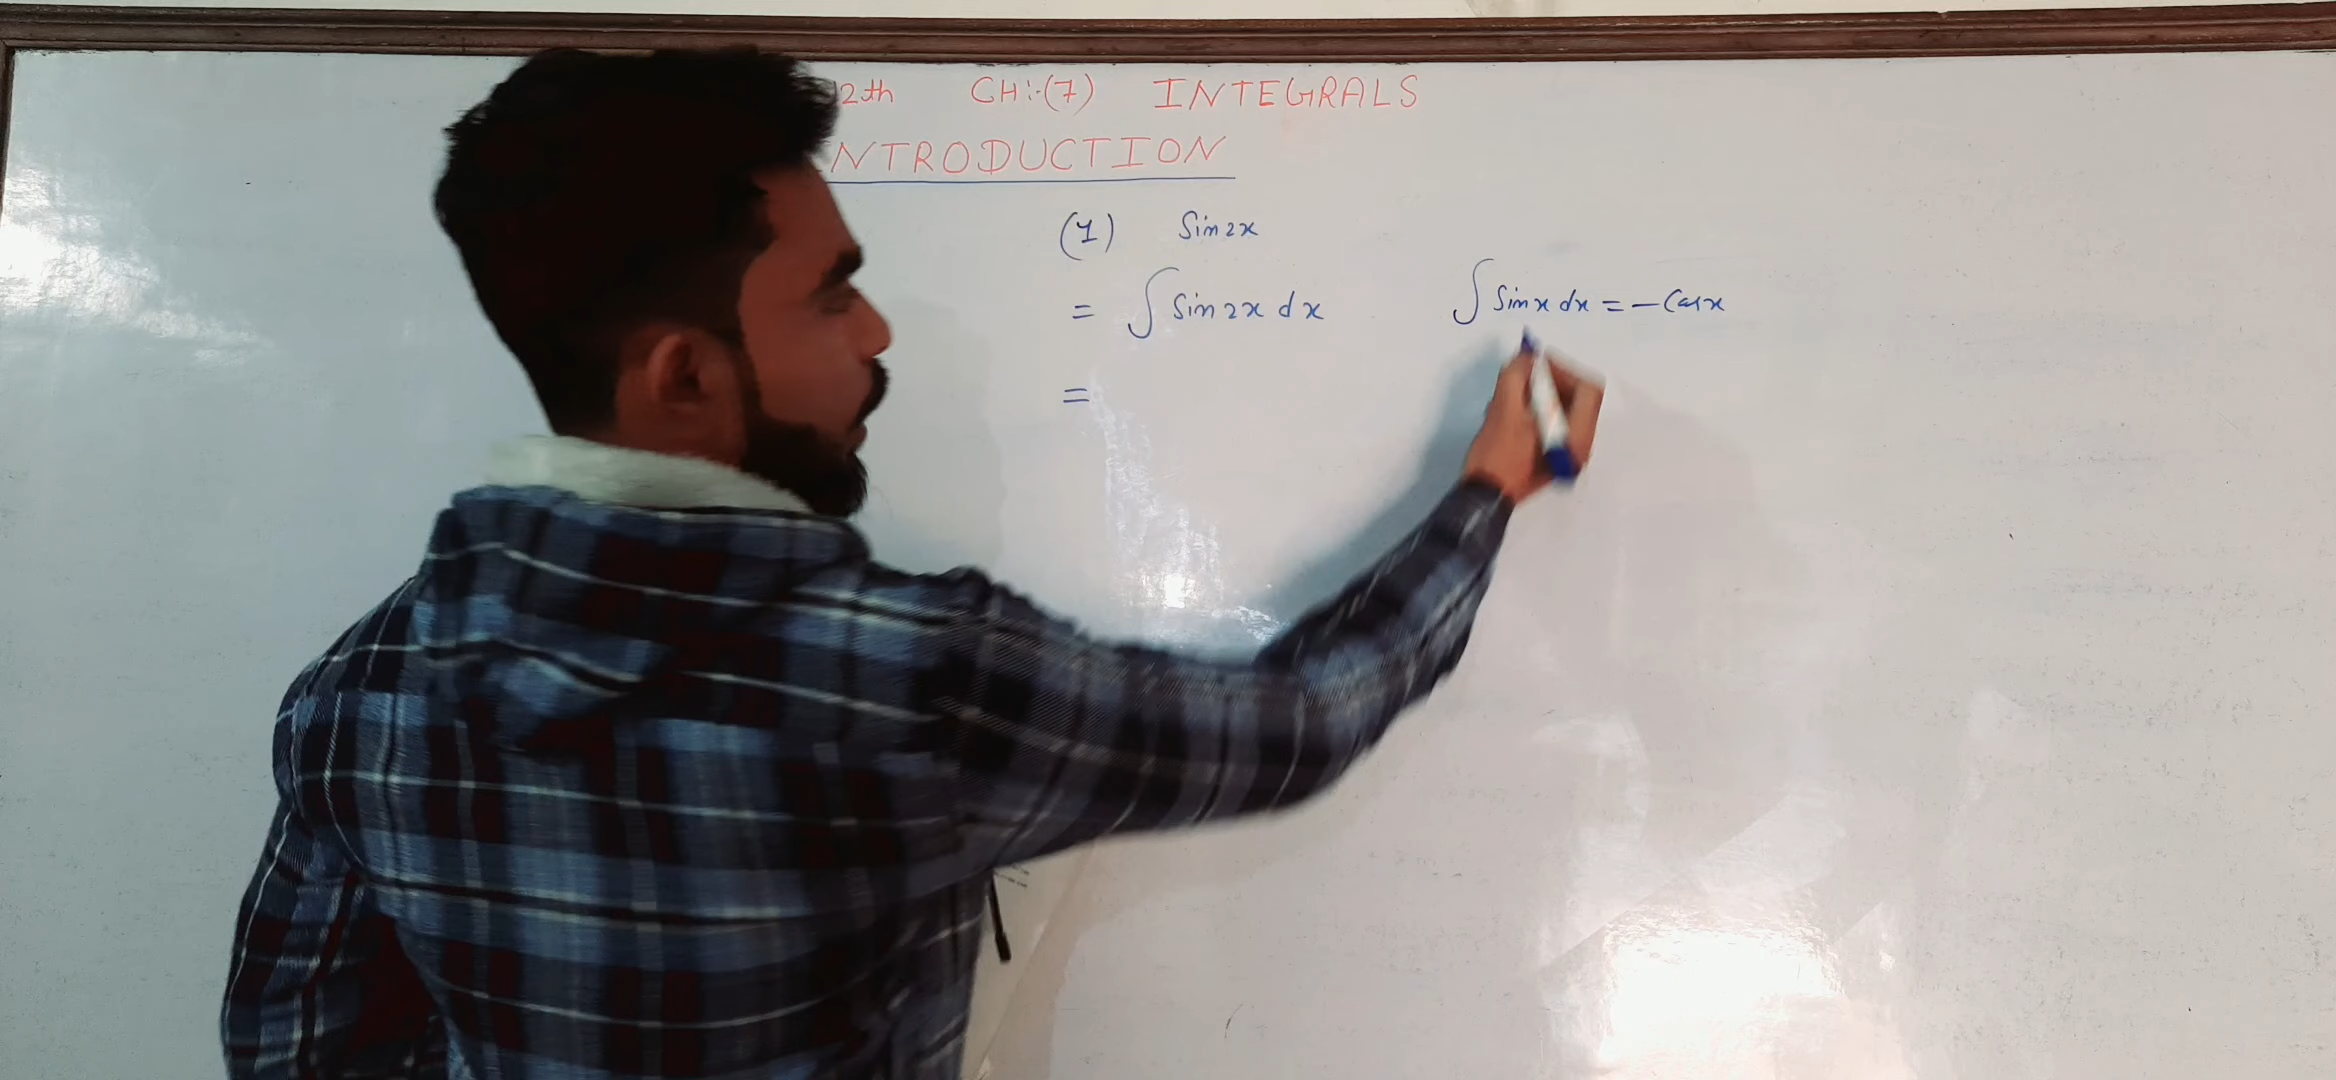 2th CH:-(7) INTEGRALS
NTRODUCTION
(1) Sin2x
= ∫ Sin2x dx
∫ Sinx dx = -Cosx
=